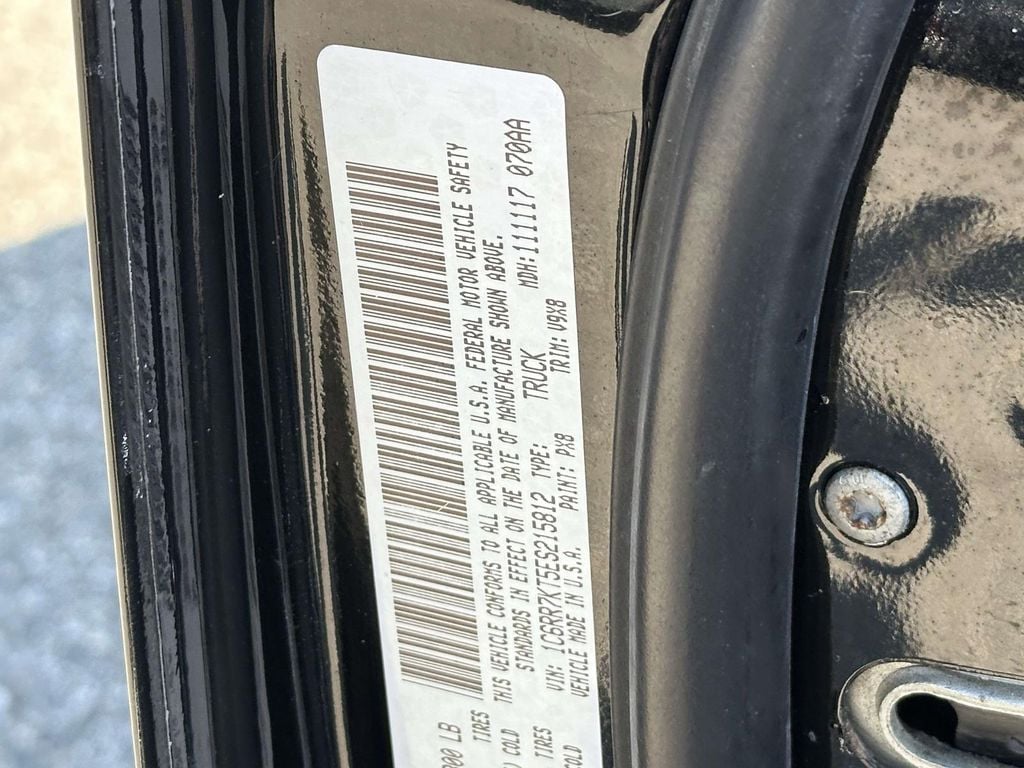 000 LB
TIRES
COLD
TIRES
COLD
THIS VEHICLE CONFORMS TO ALL APPLICABLE U.S.A. FEDERAL MOTOR VEHICLE SAFETY
STANDARDS IN EFFECT ON THE DATE OF MANUFACTURE SHOWN ABOVE.
VIN: 1C6RR7KT5ES215812 TYPE: TRUCK MDH: 111117 070AA
VEHICLE MADE IN U.S.A. PAINT: PX8 TRIM: V9X8